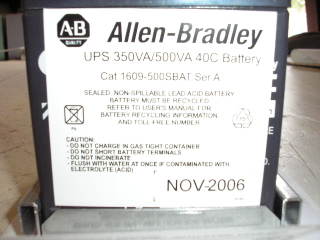 A-B
QUALITY
Allen-Bradley
UPS 350VA/500VA 40C Battery
Cat 1609-500SBAT Ser A
SEALED, NON-SPILLABLE LEAD ACID BATTERY
BATTERY MUST BE RECYCLED.
REFER TO USER'S MANUAL FOR
BATTERY RECYCLING INFORMATION
AND TOLL FREE NUMBER.
Pb
CAUTION:
- DO NOT CHARGE IN GAS TIGHT CONTAINER
- DO NOT SHORT BATTERY TERMINALS
- DO NOT INCINERATE
- FLUSH WITH WATER AT ONCE IF CONTAMINATED WITH
ELECTROLYTE (ACID)
NOV-2006